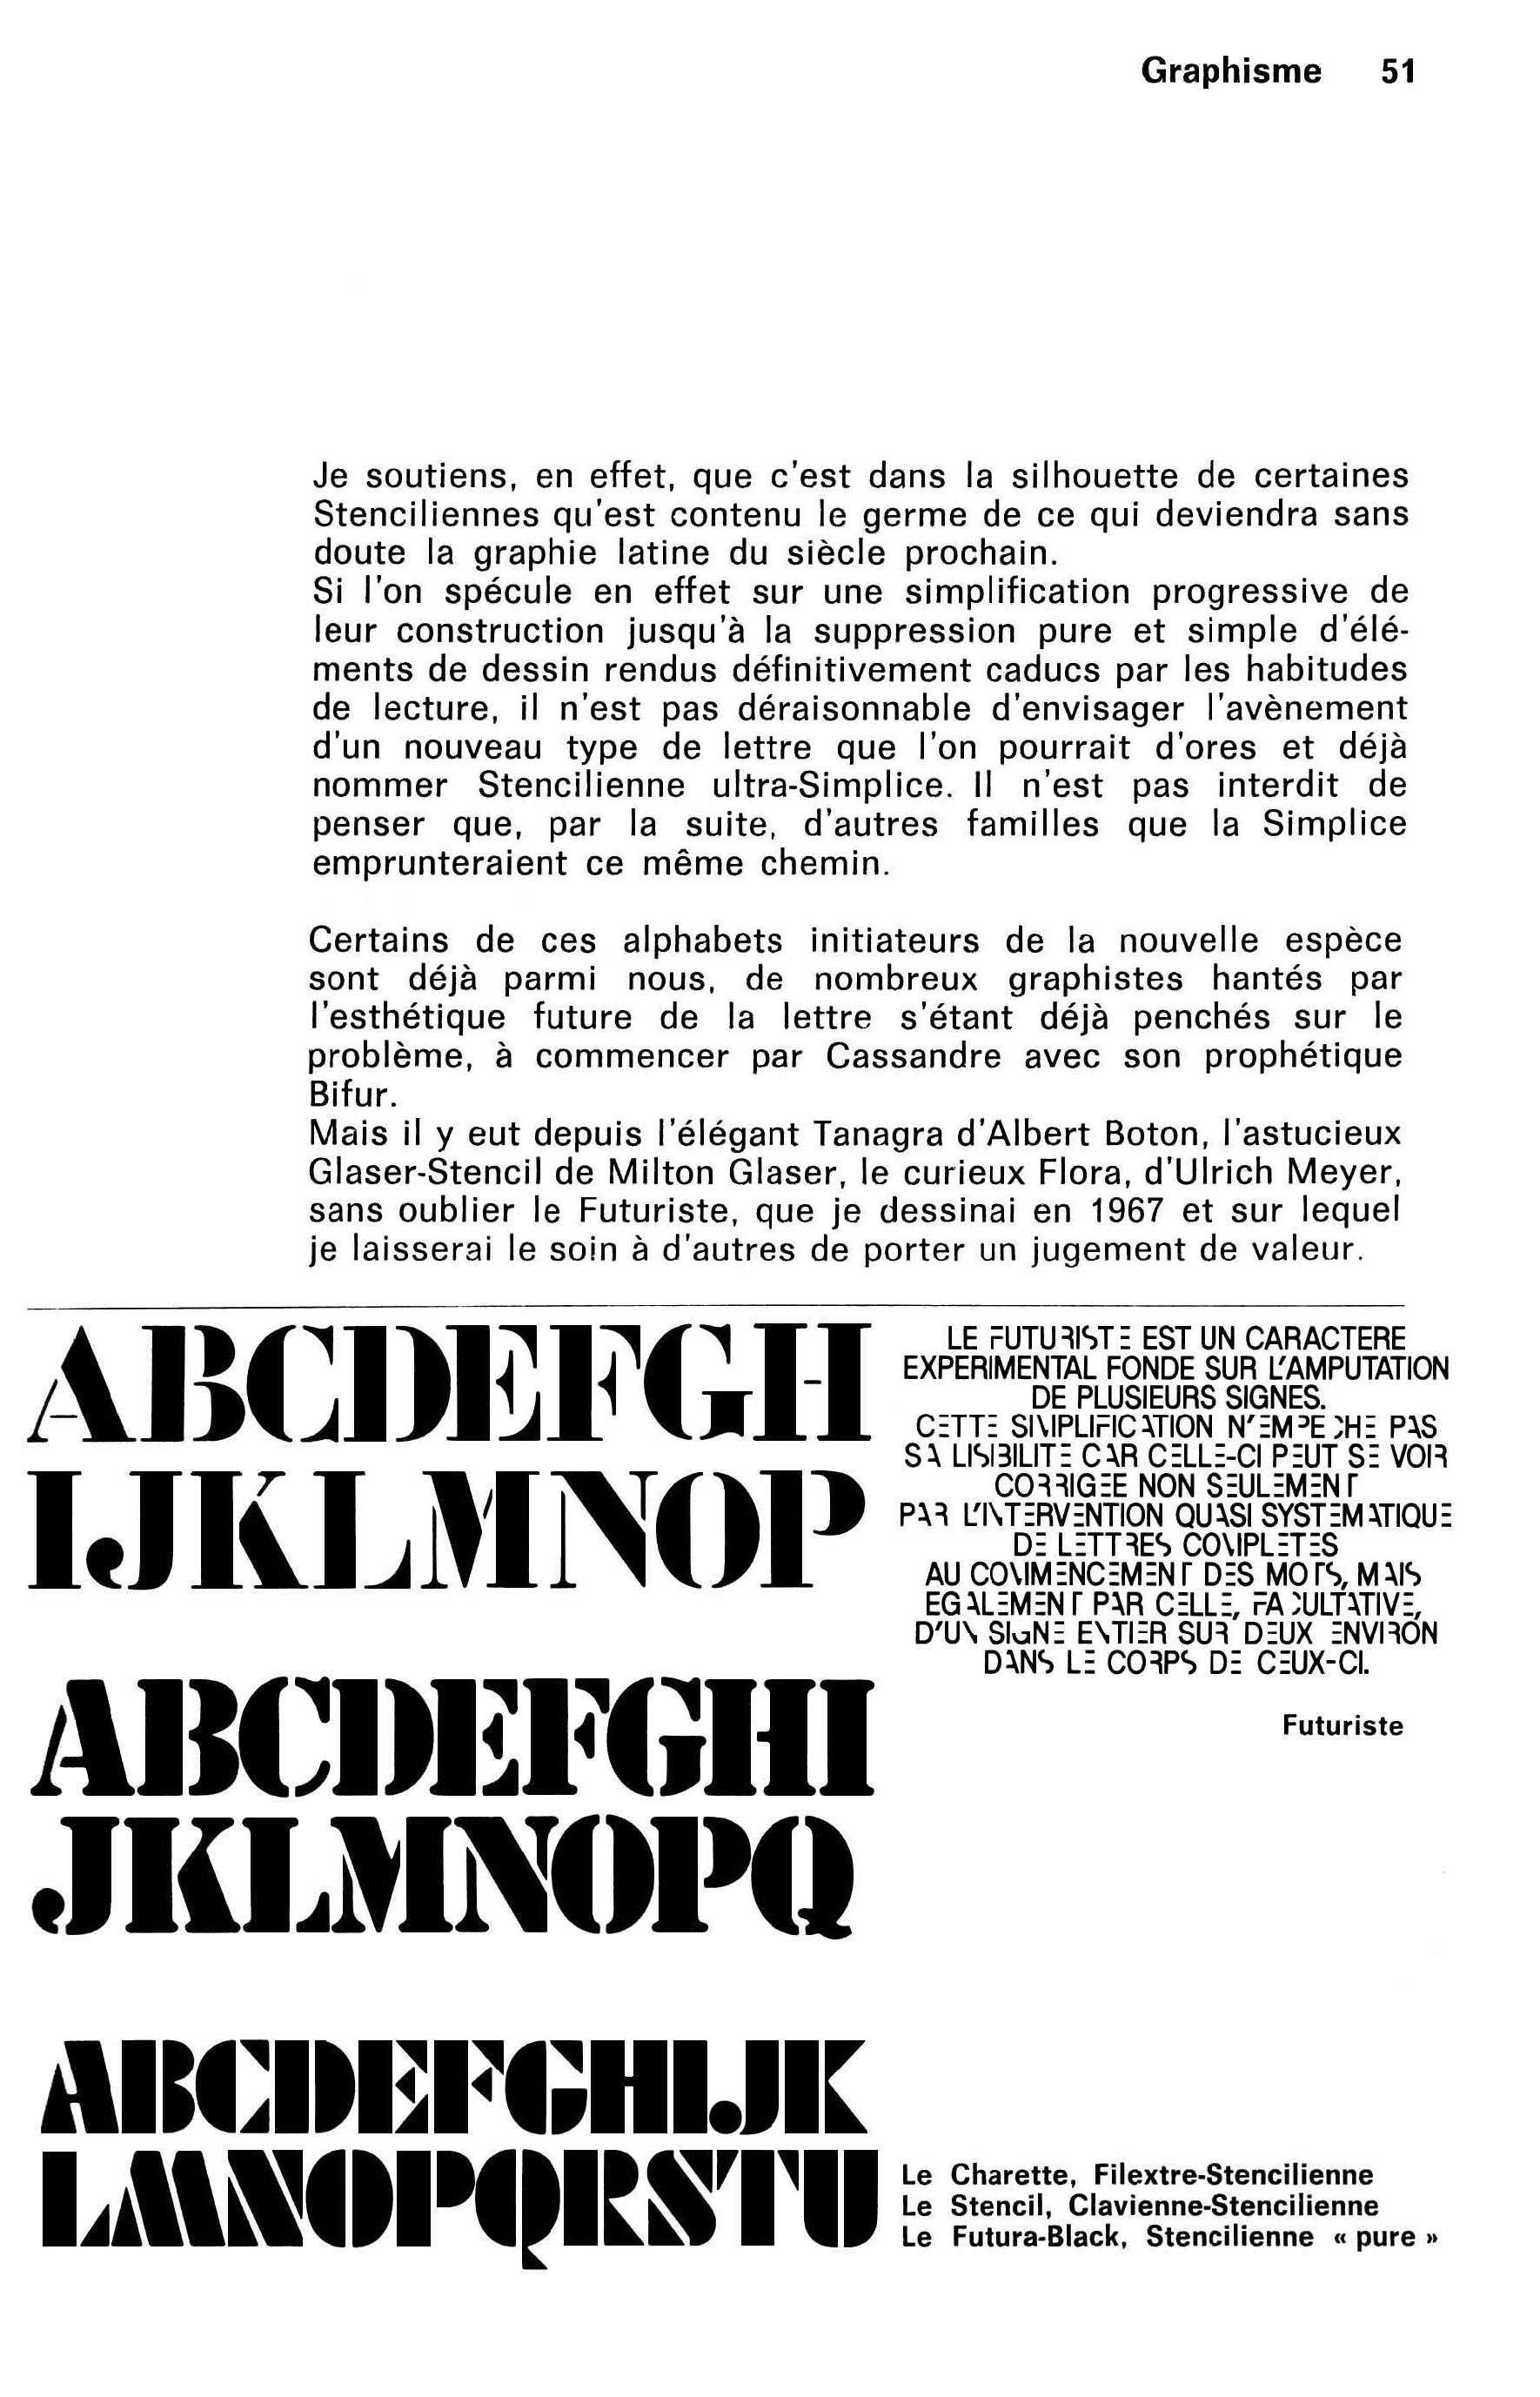 Graphisme 51
Je soutiens, en effet, que c'est dans la silhouette de certaines
Stenciliennes qu'est contenu le germe de ce qui deviendra sans
doute la graphie latine du siècle prochain.
Si l'on spécule en effet sur une simplification progressive de
leur construction jusqu'à la suppression pure et simple d'élé-
ments de dessin rendus définitivement caducs par les habitudes
de lecture, il n'est pas déraisonnable d'envisager l'avènement
d'un nouveau type de lettre que l'on pourrait d'ores et déjà
nommer Stencilienne ultra-Simplice. Il n'est pas interdit de
penser que, par la suite, d'autres familles que la Simplice
emprunteraient ce même chemin.
Certains de ces alphabets initiateurs de la nouvelle espèce
sont déjà parmi nous, de nombreux graphistes hantés par
l'esthétique future de la lettre s'étant déjà penchés sur le
problème, à commencer par Cassandre avec son prophétique
Bifur.
Mais il y eut depuis l'élégant Tanagra d'Albert Boton, l'astucieux
Glaser-Stencil de Milton Glaser, le curieux Flora, d'Ulrich Meyer,
sans oublier le Futuriste, que je dessinai en 1967 et sur lequel
je laisserai le soin à d'autres de porter un jugement de valeur.
ABCDEFGH
IJKLMNOP
ABCDEFGHI
JKLMNOPQ
ABCDEFGHIJK
LMNOPQRSTU
LE FUTURISTE EST UN CARACTERE
EXPERIMENTAL FONDE SUR L'AMPUTATION
DE PLUSIEURS SIGNES.
CETTE SIMPLIFICATION N'EMPECHE PAS
SA LISIBILITE CAR CELLE-CI PEUT SE VOIR
CORRIGEE NON SEULEMENT
PAR L'INTERVENTION QUASI SYSTEMATIQUE
DE LETTRES COMPLETES
AU COMMENCEMENT DES MOTS, MAIS
EGALEMENT PAR CELLE, FACULTATIVE,
D'UN SIGNE ENTIER SUR DEUX ENVIRON
DANS LE CORPS DE CEUX-CI.
Futuriste
Le Charette, Filextre-Stencilienne
Le Stencil, Clavienne-Stencilienne
Le Futura-Black, Stencilienne « pure »